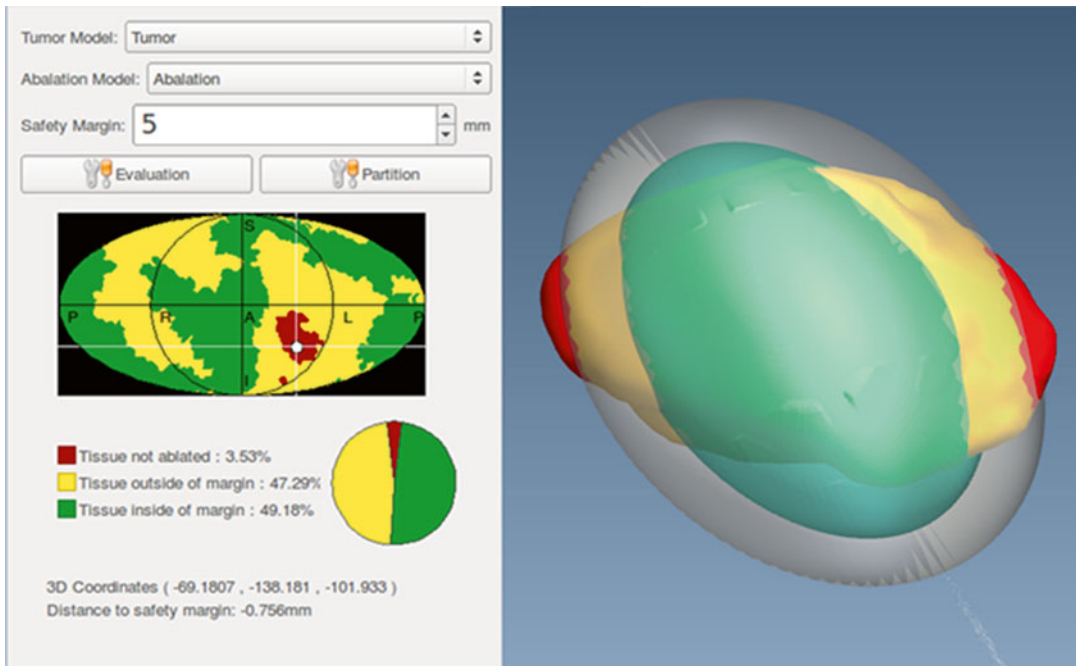 Tumor Model: Tumor
Abalation Model: Abalation
Safety Margin: 5 mm
Evaluation Partition
S
P R A L P
I
Tissue not ablated : 3.53%
Tissue outside of margin : 47.29%
Tissue inside of margin : 49.18%
3D Coordinates ( -69.1807 , -138.181 , -101.933 )
Distance to safety margin: -0.756mm